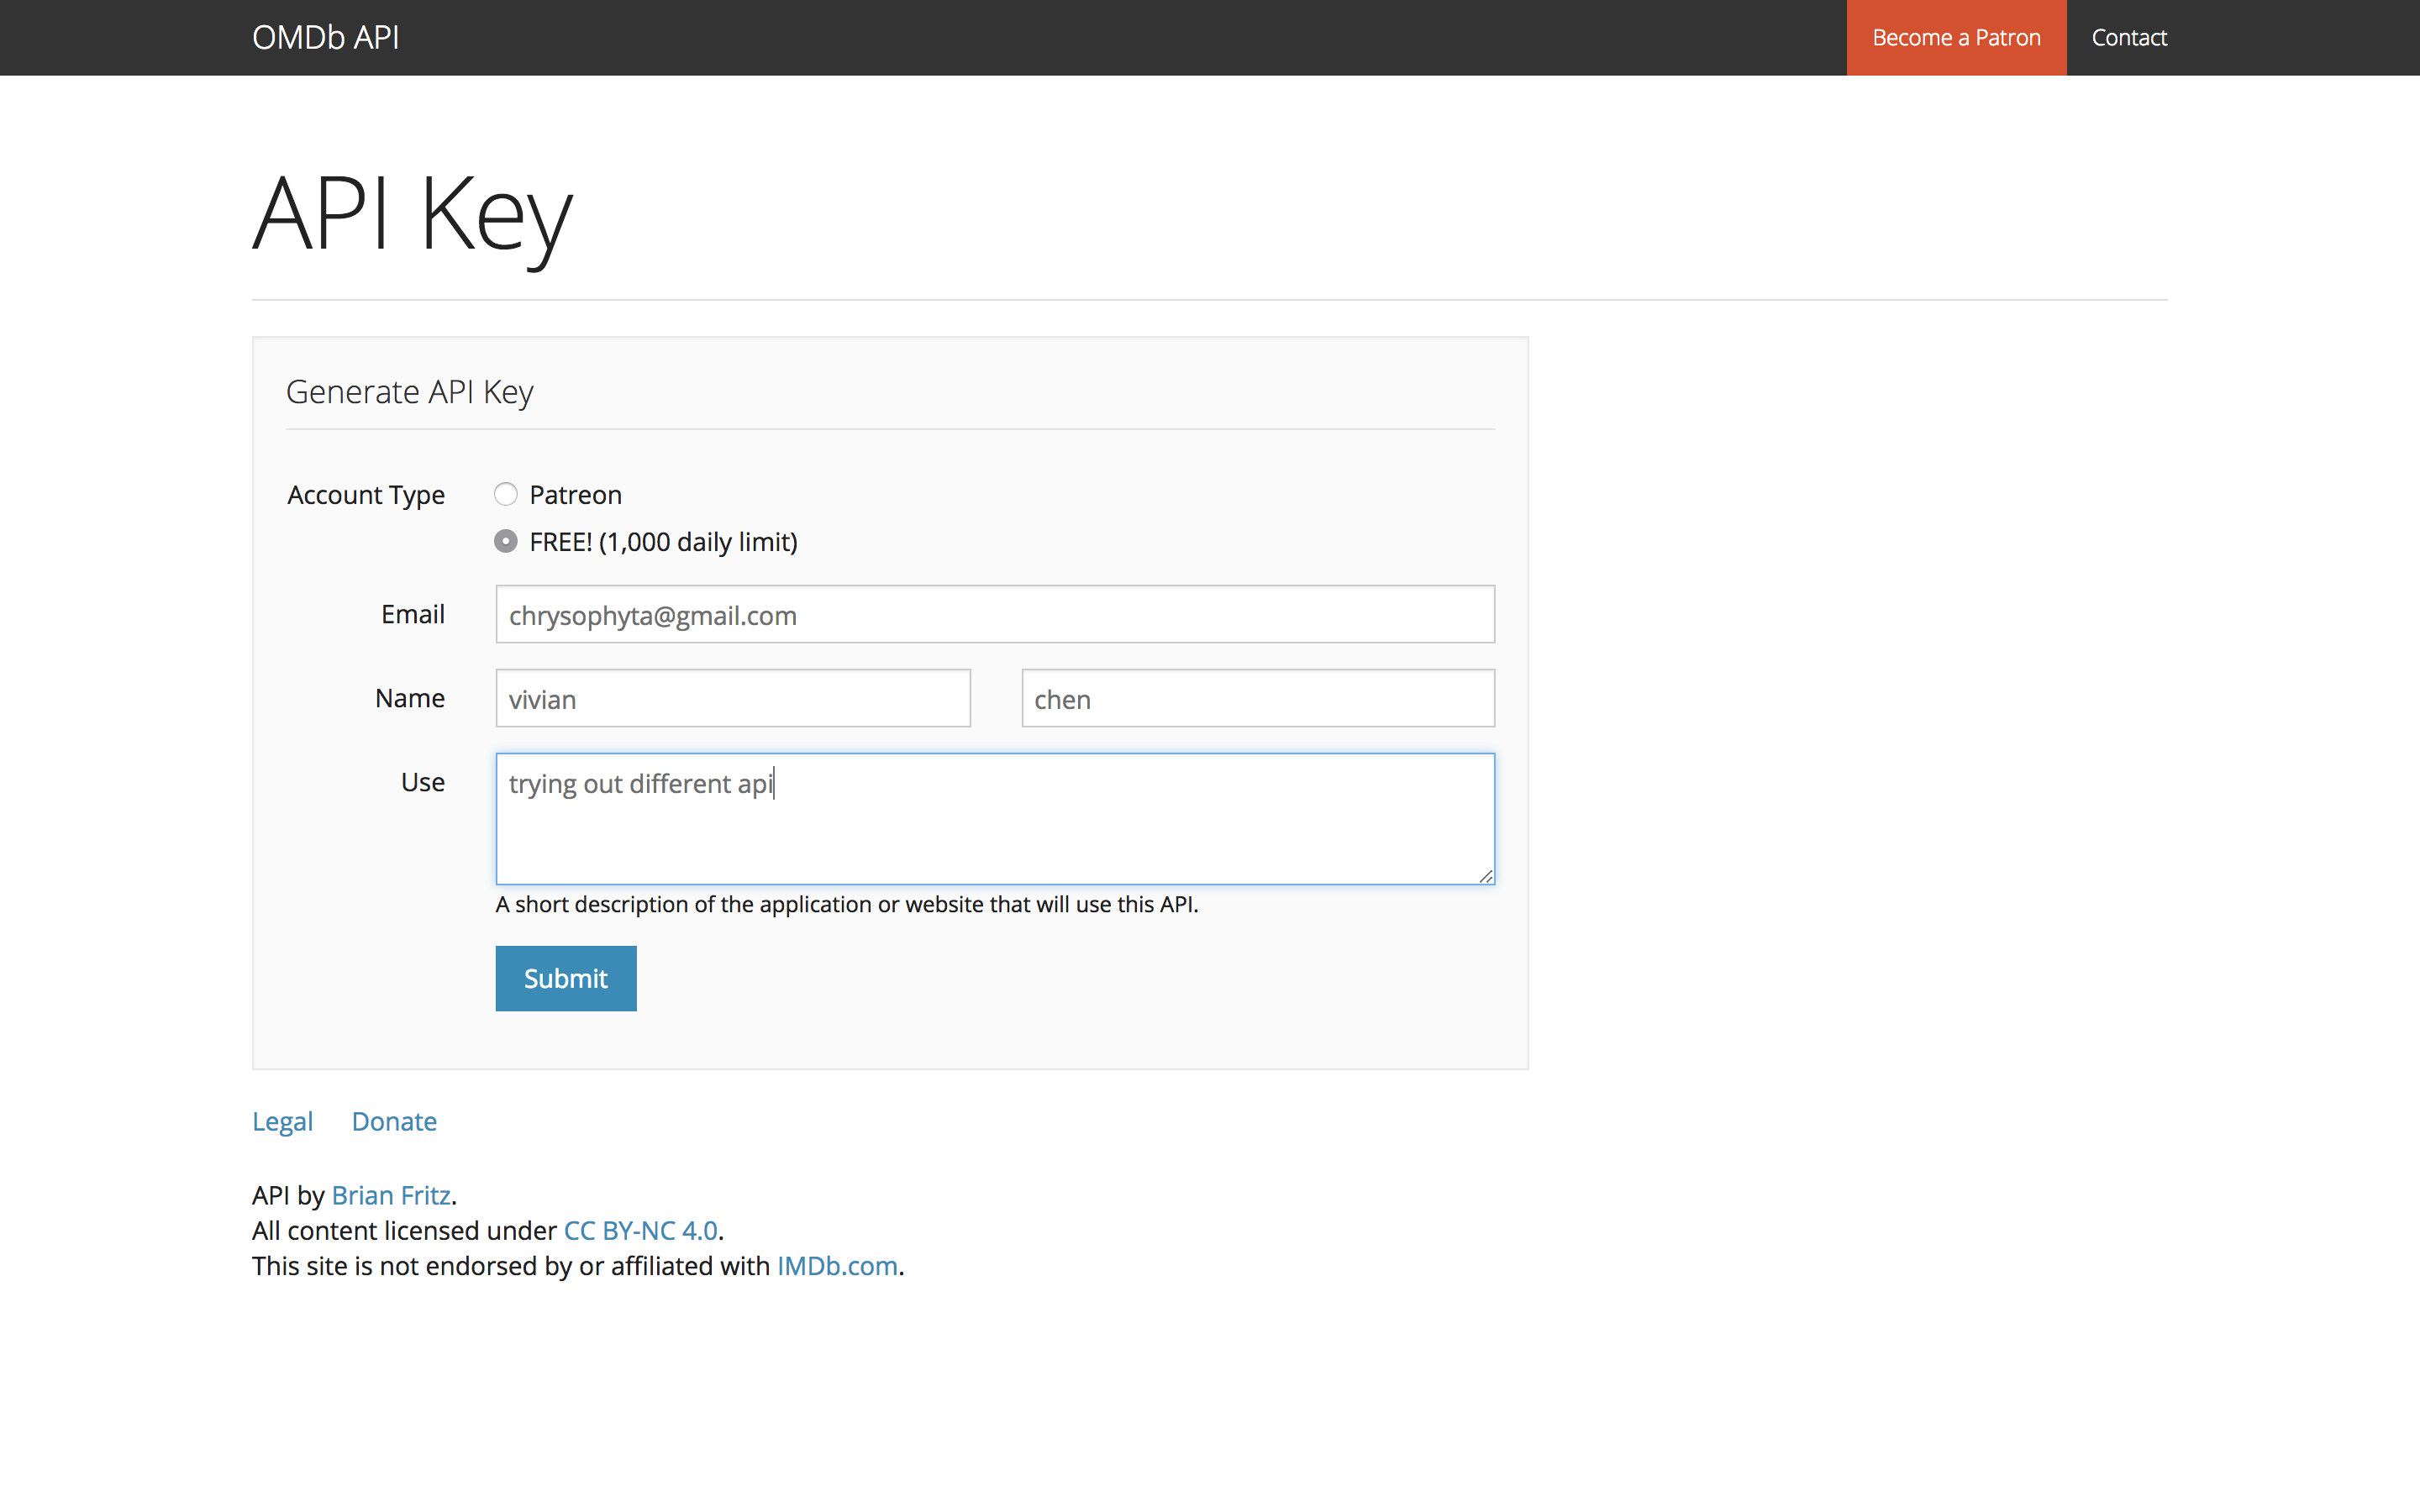 OMDb API
Become a Patron
Contact
API Key
Generate API Key
Account Type
Patreon
FREE! (1,000 daily limit)
Email
chrysophyta@gmail.com
Name
vivian
chen
Use
trying out different api
A short description of the application or website that will use this API.
Submit
Legal
Donate
API by Brian Fritz.
All content licensed under CC BY-NC 4.0.
This site is not endorsed by or affiliated with IMDb.com.